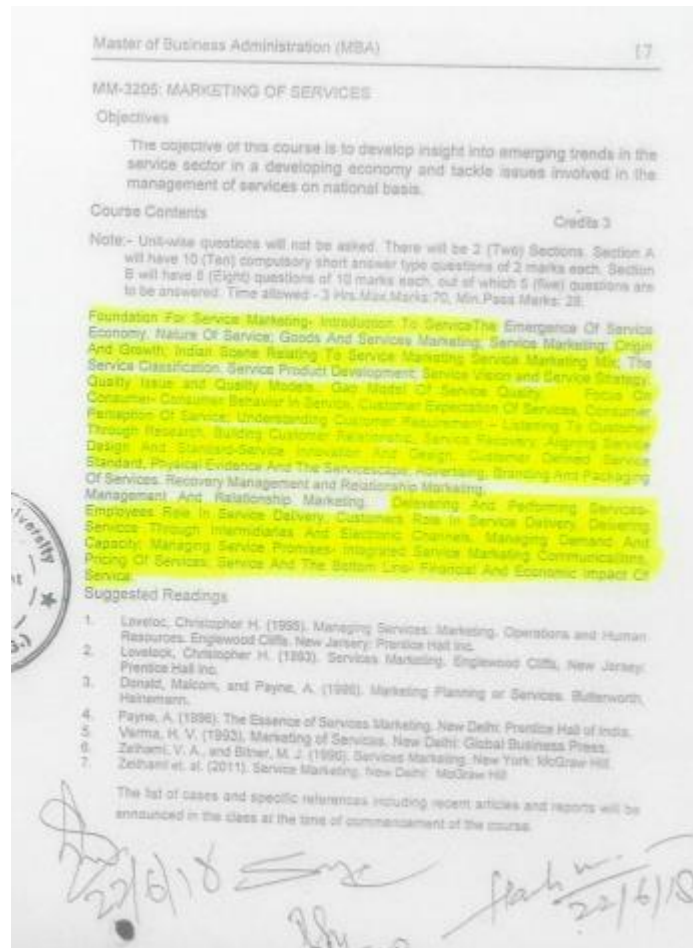 Master of Business Administration (MBA) 17
MM-3205: MARKETING OF SERVICES
Objectives
The objective of this course is to develop insight into emerging trends in the
service sector in a developing economy and tackle issues involved in the
management of services on national basis.
Course Contents
Credits 3
Note:- Unit-wise questions will not be asked. There will be 2 (Two) Sections. Section A
will have 10 (Ten) compulsory short answer type questions of 2 marks each. Section
B will have 8 (Eight) questions of 10 marks each, out of which 5 (five) questions are
to be answered. Time allowed - 3 Hrs.Max.Marks:70, Min.Pass Marks: 28.
Foundation For Service Marketing- Introduction To ServiceThe Emergence Of Service
Economy. Nature Of Service; Goods And Services Marketing, Service Marketing; Origin
And Growth; Indian Scene Relating To Service Marketing Service Marketing Mix; The
Service Classification. Service Product Development; Service Vision and Service Strategy.
Quality Issue and Quality Models. Gap Model Of Service Quality. Focus On
Consumer- Consumer Behavior In Service, Customer Expectation Of Services, Consumer
Perception Of Service; Understanding Customer Requirement – Listening To Customer
Through Research, Building Customer Relationship, Service Recovery; Aligning Service
Design And Standard-Service Innovation And Design, Customer Defined Service
Standard, Physical Evidence And The Servicescape; Advertising, Branding And Packaging
Of Services. Recovery Management and Relationship Marketing.
Management And Relationship Marketing. Delivering And Performing Services-
Employees Role In Service Delivery, Customers Role In Service Delivery, Delivering
Services Through Intermidiaries And Electronic Channels, Managing Demand And
Capacity; Managing Service Promises- Integrated Service Marketing Communications,
Pricing Of Services; Service And The Bottom Line- Financial And Economic Impact Of
Service.
Suggested Readings
1. Loveloc, Christopher H. (1995). Managing Services: Marketing, Operations and Human
Resources. Englewood Cliffs, New Jarsery: Prentice Hall Inc.
2. Lovelock, Christopher H. (1993). Services Marketing. Englewood Cliffs, New Jersey:
Prentice Hall Inc.
3. Donald, Malcom, and Payne, A. (1996). Marketing Planning or Services. Butterworth,
Heinemann.
4. Payne, A. (1996). The Essence of Services Marketing. New Delhi: Prentice Hall of India.
5 Verma, H. V. (1993), Marketing of Services. New Delhi: Global Business Press.
6. Zeithaml, V. A., and Bitner, M. J. (1996). Services Marketing. New York: McGraw Hill.
7. Zeithaml et. al. (2011). Service Marketing, New Delhi: McGraw Hill
The list of cases and specific references including recent articles and reports will be
announced in the class at the time of commencement of the course.
22/6/18
22/6/18